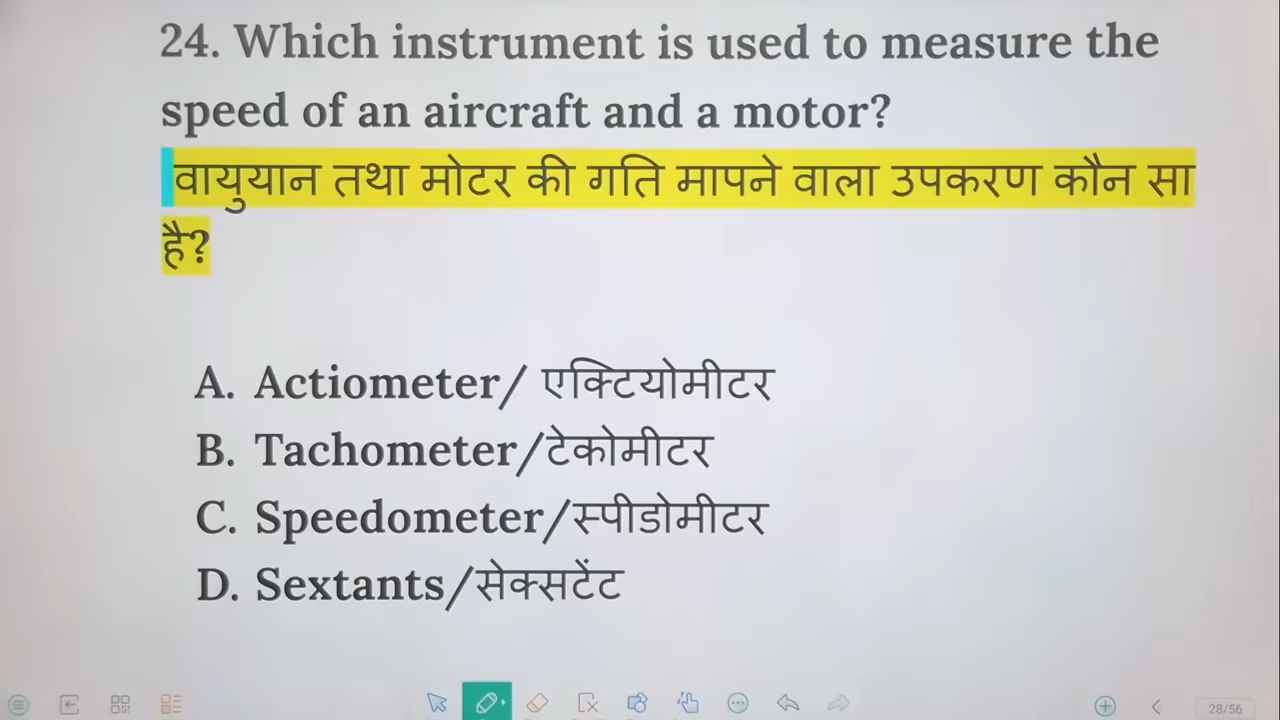 24. Which instrument is used to measure the
speed of an aircraft and a motor?
वायुयान तथा मोटर की गति मापने वाला उपकरण कौन सा
है?
A. Actiometer/ एक्टियोमीटर
B. Tachometer/टेकोमीटर
C. Speedometer/स्पीडोमीटर
D. Sextants/सेक्सटेंट
28/56